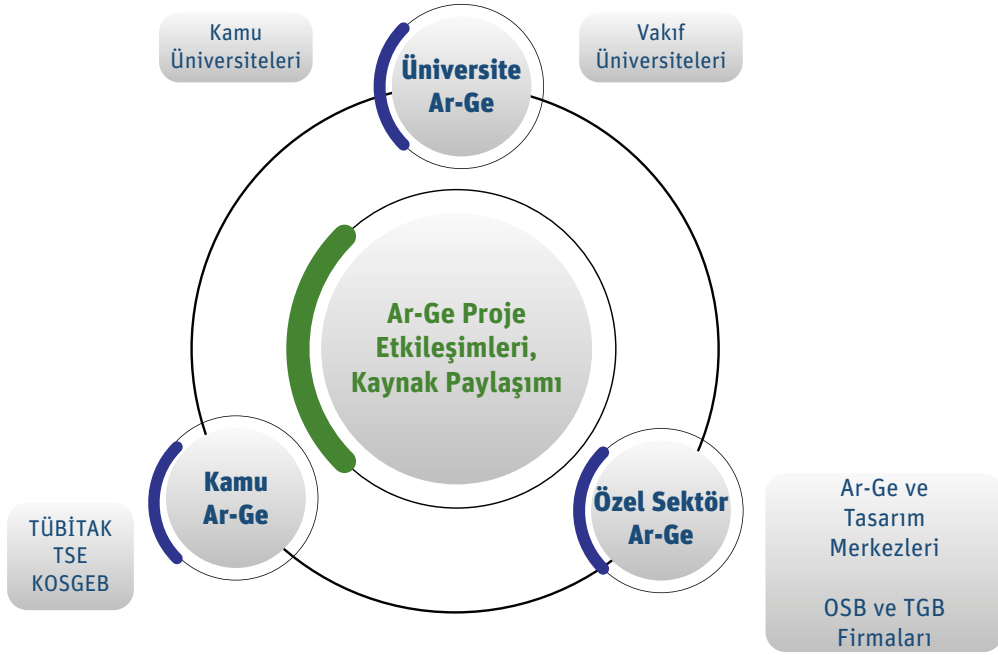 Kamu
Üniversiteleri
Üniversite
Ar-Ge
Vakıf
Üniversiteleri
Ar-Ge Proje
Etkileşimleri,
Kaynak Paylaşımı
Kamu
Ar-Ge
TÜBİTAK
TSE
KOSGEB
Özel Sektör
Ar-Ge
Ar-Ge ve
Tasarım
Merkezleri
OSB ve TGB
Firmaları